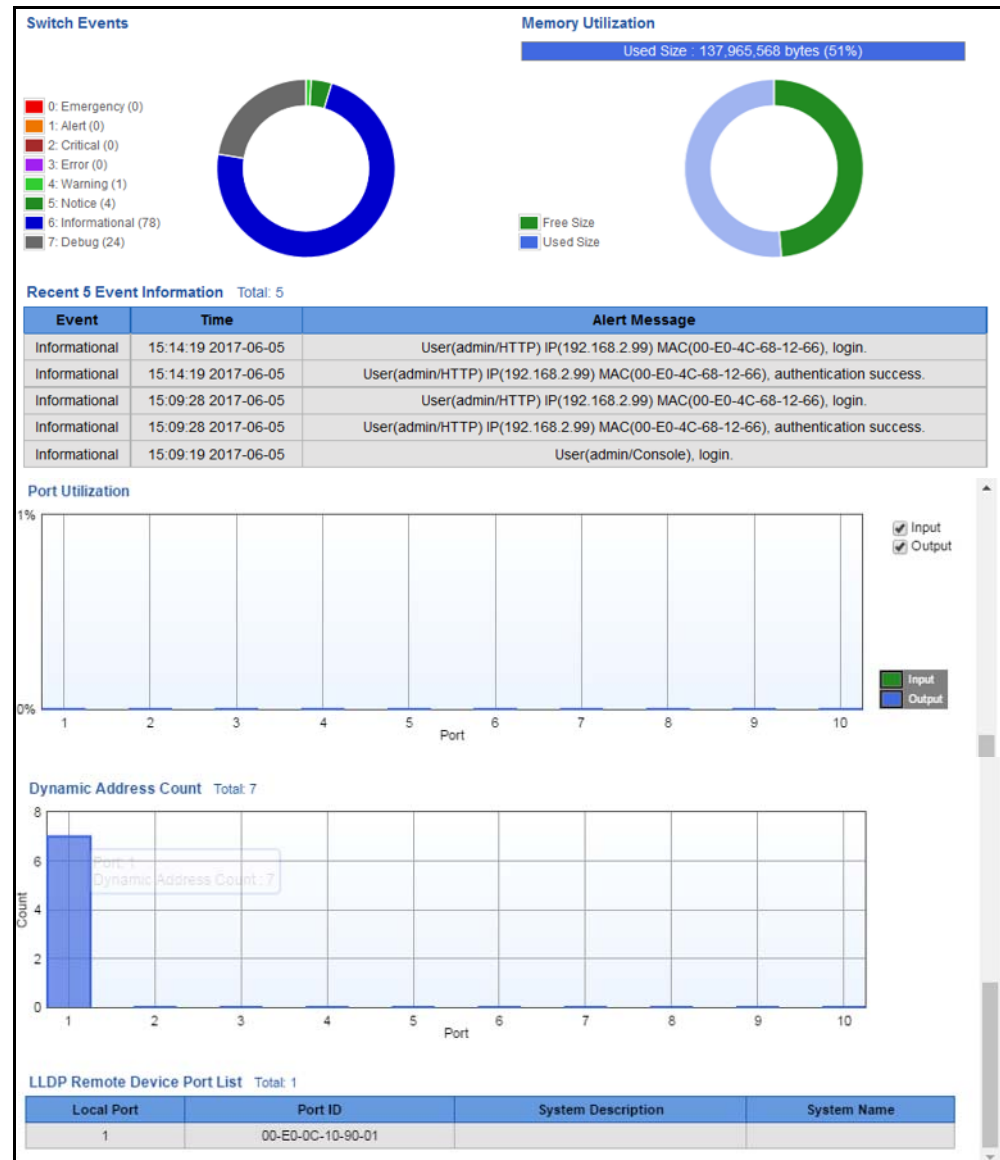 Switch Events
Memory Utilization
Used Size : 137,965,568 bytes (51%)
0: Emergency (0)
1: Alert (0)
2: Critical (0)
3: Error (0)
4: Warning (1)
5: Notice (4)
6: Informational (78)
7: Debug (24)
Free Size
Used Size
Recent 5 Event Information Total: 5
Event Time Alert Message
Informational 15:14:19 2017-06-05 User(admin/HTTP) IP(192.168.2.99) MAC(00-E0-4C-68-12-66), login.
Informational 15:14:19 2017-06-05 User(admin/HTTP) IP(192.168.2.99) MAC(00-E0-4C-68-12-66), authentication success.
Informational 15:09:28 2017-06-05 User(admin/HTTP) IP(192.168.2.99) MAC(00-E0-4C-68-12-66), login.
Informational 15:09:28 2017-06-05 User(admin/HTTP) IP(192.168.2.99) MAC(00-E0-4C-68-12-66), authentication success.
Informational 15:09:19 2017-06-05 User(admin/Console), login.
Port Utilization
1%
Input
Output
Input
Output
0%
1 2 3 4 5 6 7 8 9 10
Port
Dynamic Address Count Total: 7
8
6
4
2
0
Count
Port: 1
Dynamic Address Count : 7
1 2 3 4 5 6 7 8 9 10
Port
LLDP Remote Device Port List Total: 1
Local Port Port ID System Description System Name
1 00-E0-0C-10-90-01